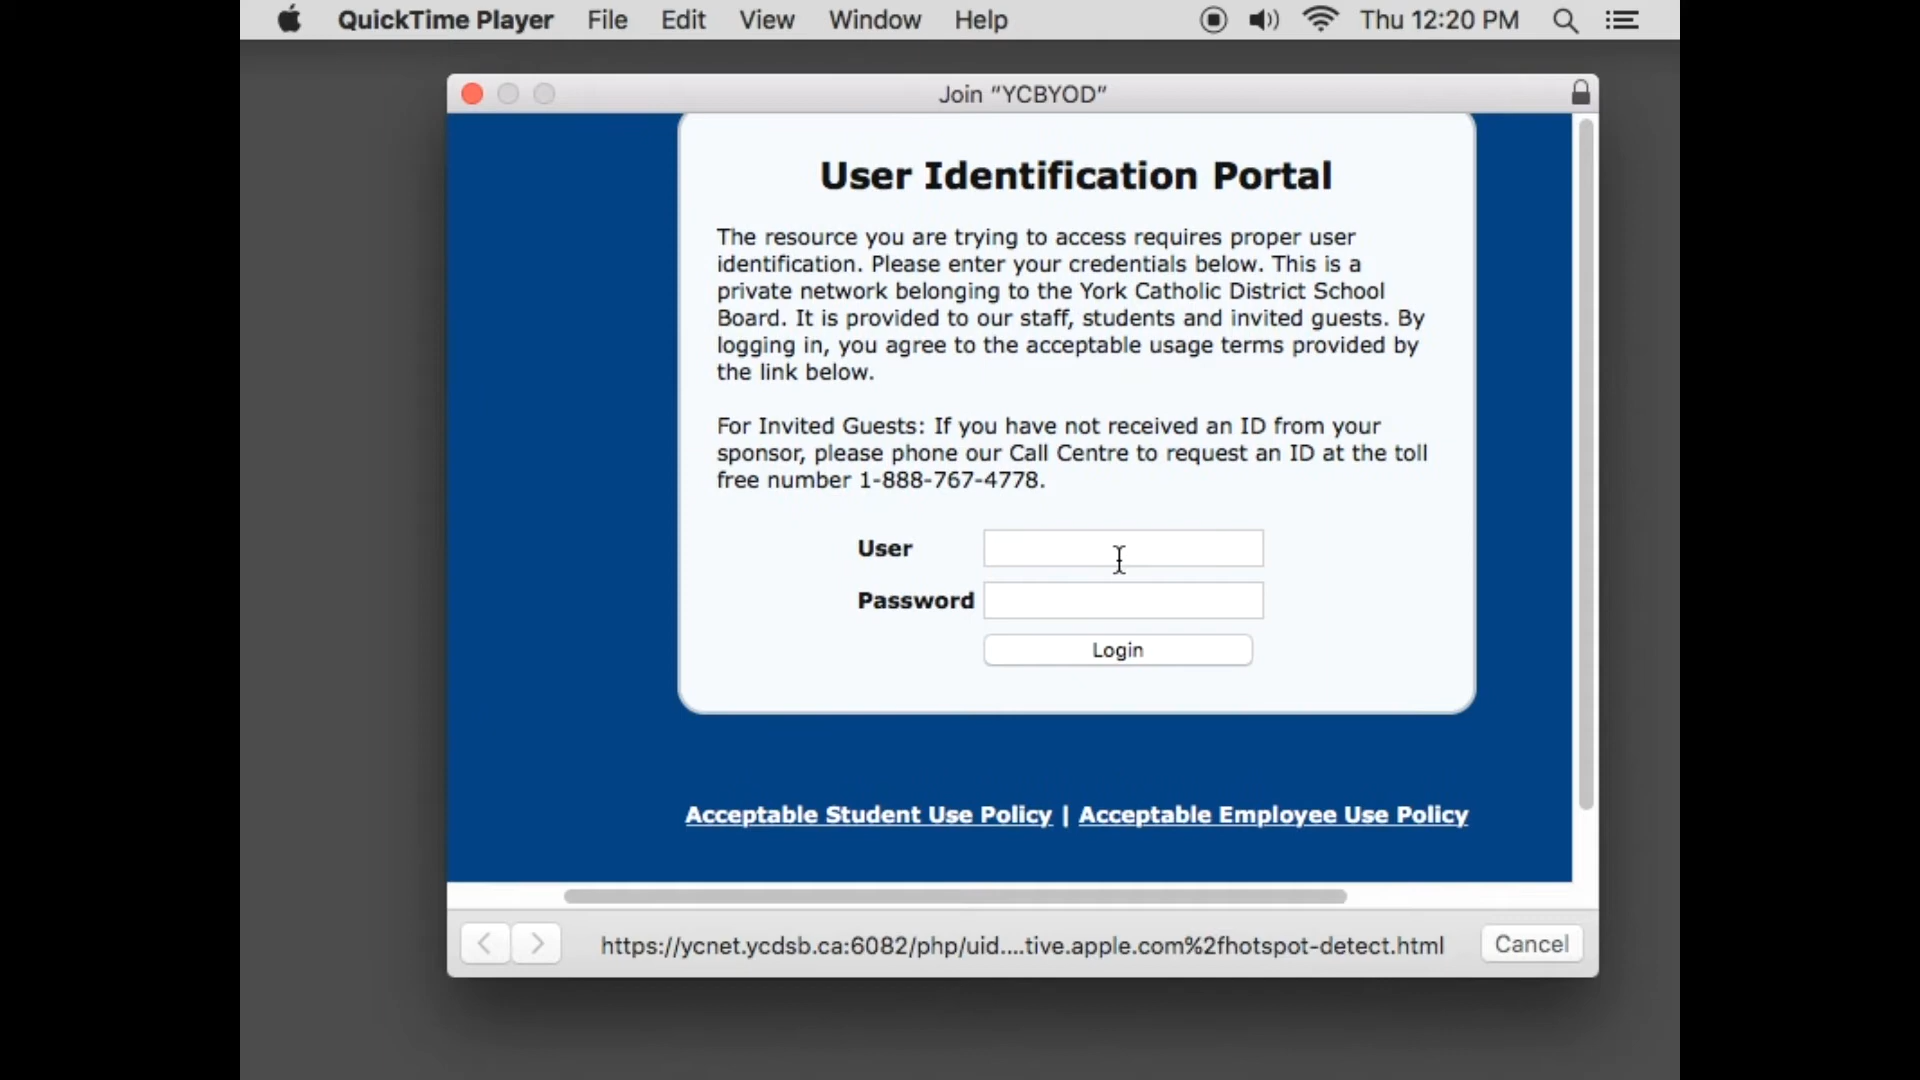 QuickTime Player File Edit View Window Help Thu 12:20 PM
Join “YCBYOD”
User Identification Portal
The resource you are trying to access requires proper user
identification. Please enter your credentials below. This is a
private network belonging to the York Catholic District School
Board. It is provided to our staff, students and invited guests. By
logging in, you agree to the acceptable usage terms provided by
the link below.
For Invited Guests: If you have not received an ID from your
sponsor, please phone our Call Centre to request an ID at the toll
free number 1-888-767-4778.
User
Password
Login
Acceptable Student Use Policy | Acceptable Employee Use Policy
https://ycnet.ycdsb.ca:6082/php/uid....tive.apple.com%2fhotspot-detect.html Cancel